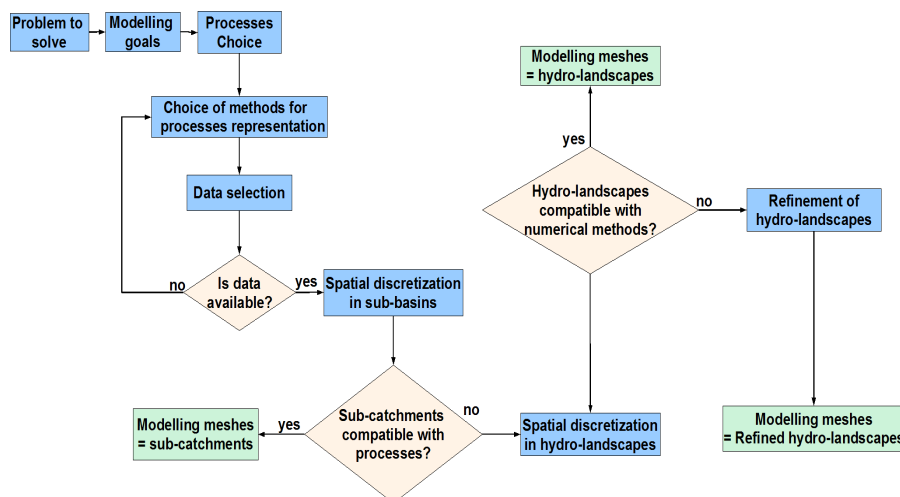 Problem to
solve
Modelling
goals
Processes
Choice
Choice of methods for
processes representation
Data selection
Is data
available?
no
yes
Spatial discretization
in sub-basins
Sub-catchments
compatible with
processes?
yes
no
Modelling meshes
= sub-catchments
Spatial discretization
in hydro-landscapes
Hydro-landscapes
compatible with
numerical methods?
yes
no
Modelling meshes
= hydro-landscapes
Refinement of
hydro-landscapes
Modelling meshes
= Refined hydro-landscapes